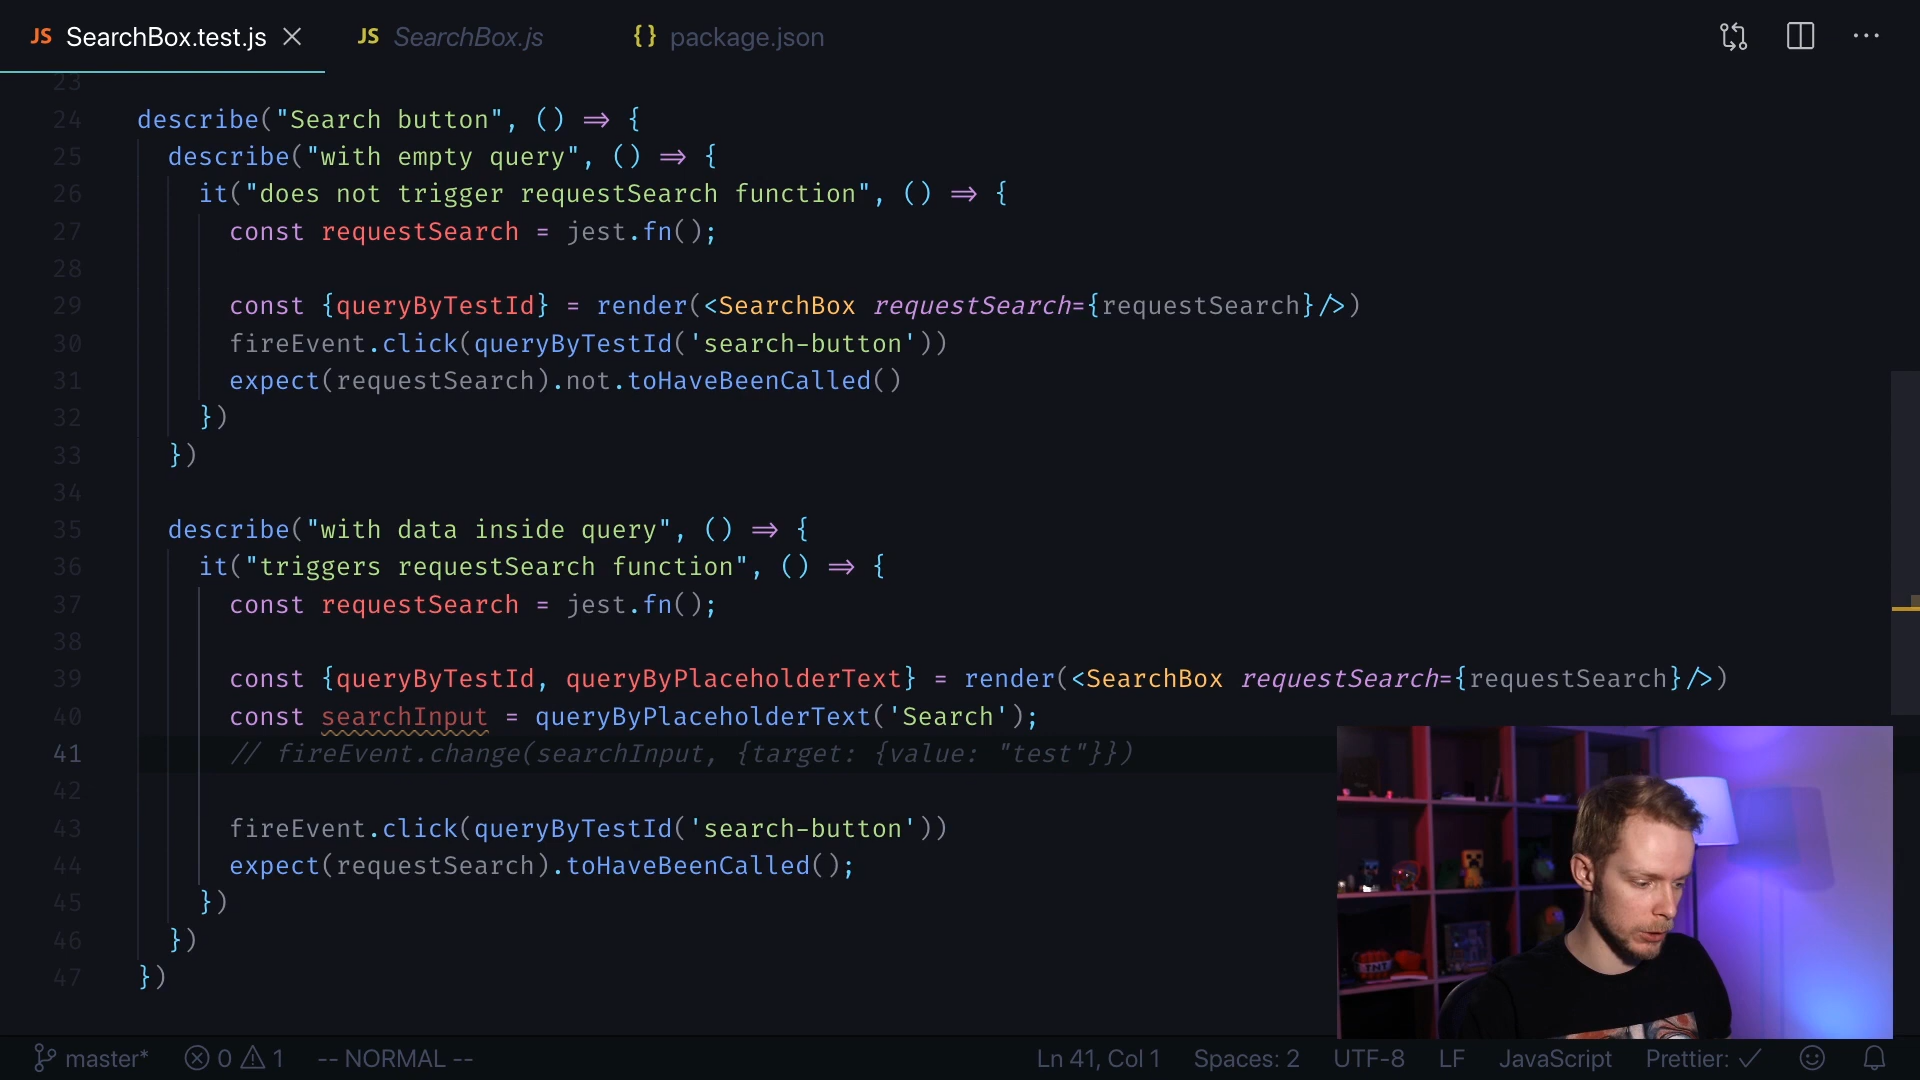 JS SearchBox.test.js
JS SearchBox.js
{} package.json
23
24 describe("Search button", () => {
25 describe("with empty query", () => {
26 it("does not trigger requestSearch function", () => {
27 const requestSearch = jest.fn();
28
29 const {queryByTestId} = render(<SearchBox requestSearch={requestSearch}/>)
30 fireEvent.click(queryByTestId('search-button'))
31 expect(requestSearch).not.toHaveBeenCalled()
32 })
33 })
34
35 describe("with data inside query", () => {
36 it("triggers requestSearch function", () => {
37 const requestSearch = jest.fn();
38
39 const {queryByTestId, queryByPlaceholderText} = render(<SearchBox requestSearch={requestSearch}/>)
40 const searchInput = queryByPlaceholderText('Search');
41 // fireEvent.change(searchInput, {target: {value: "test"}})
42
43 fireEvent.click(queryByTestId('search-button'))
44 expect(requestSearch).toHaveBeenCalled();
45 })
46 })
47 })
TNT
master* 0 1 -- NORMAL -- Ln 41, Col 1 Spaces: 2 UTF-8 LF JavaScript Prettier: ✓